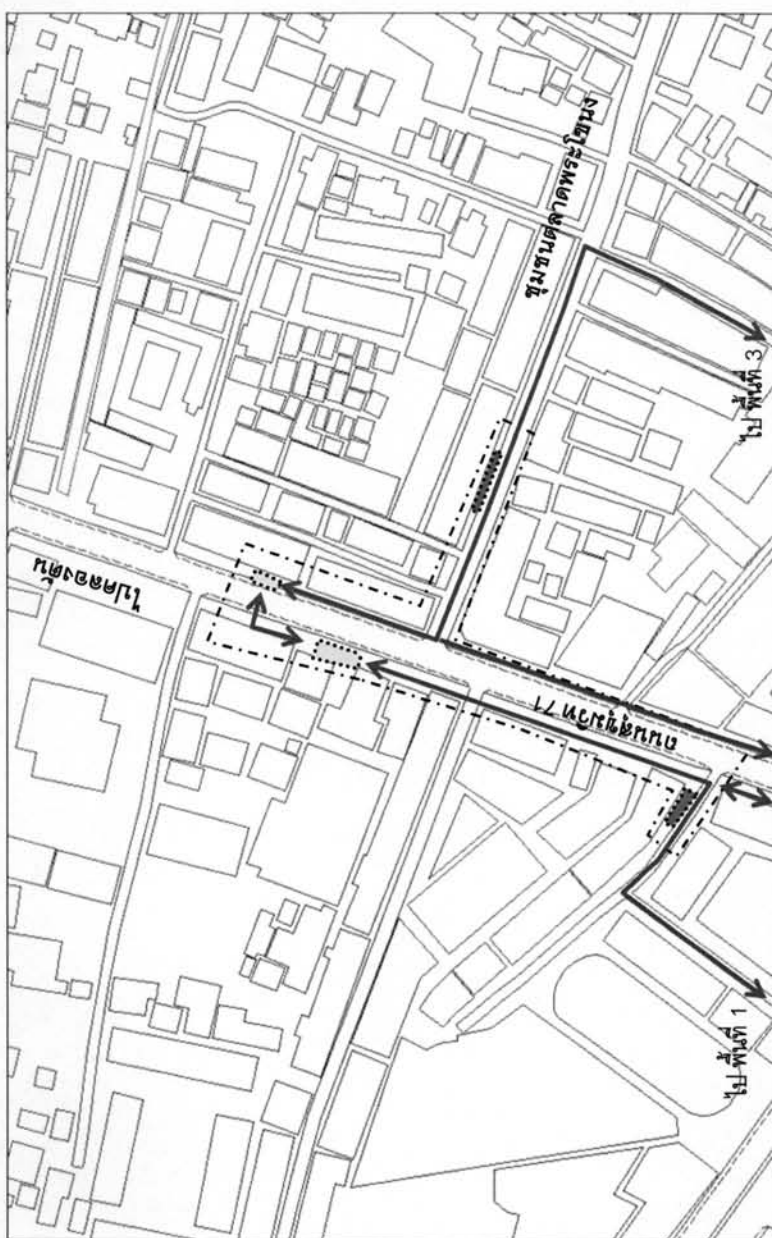 ไปคลองตัน
ชุมชนตลาดพระโขนง
ถนนสุขุมวิท 71
ไปพื้นที่ 3
ไปพื้นที่ 1